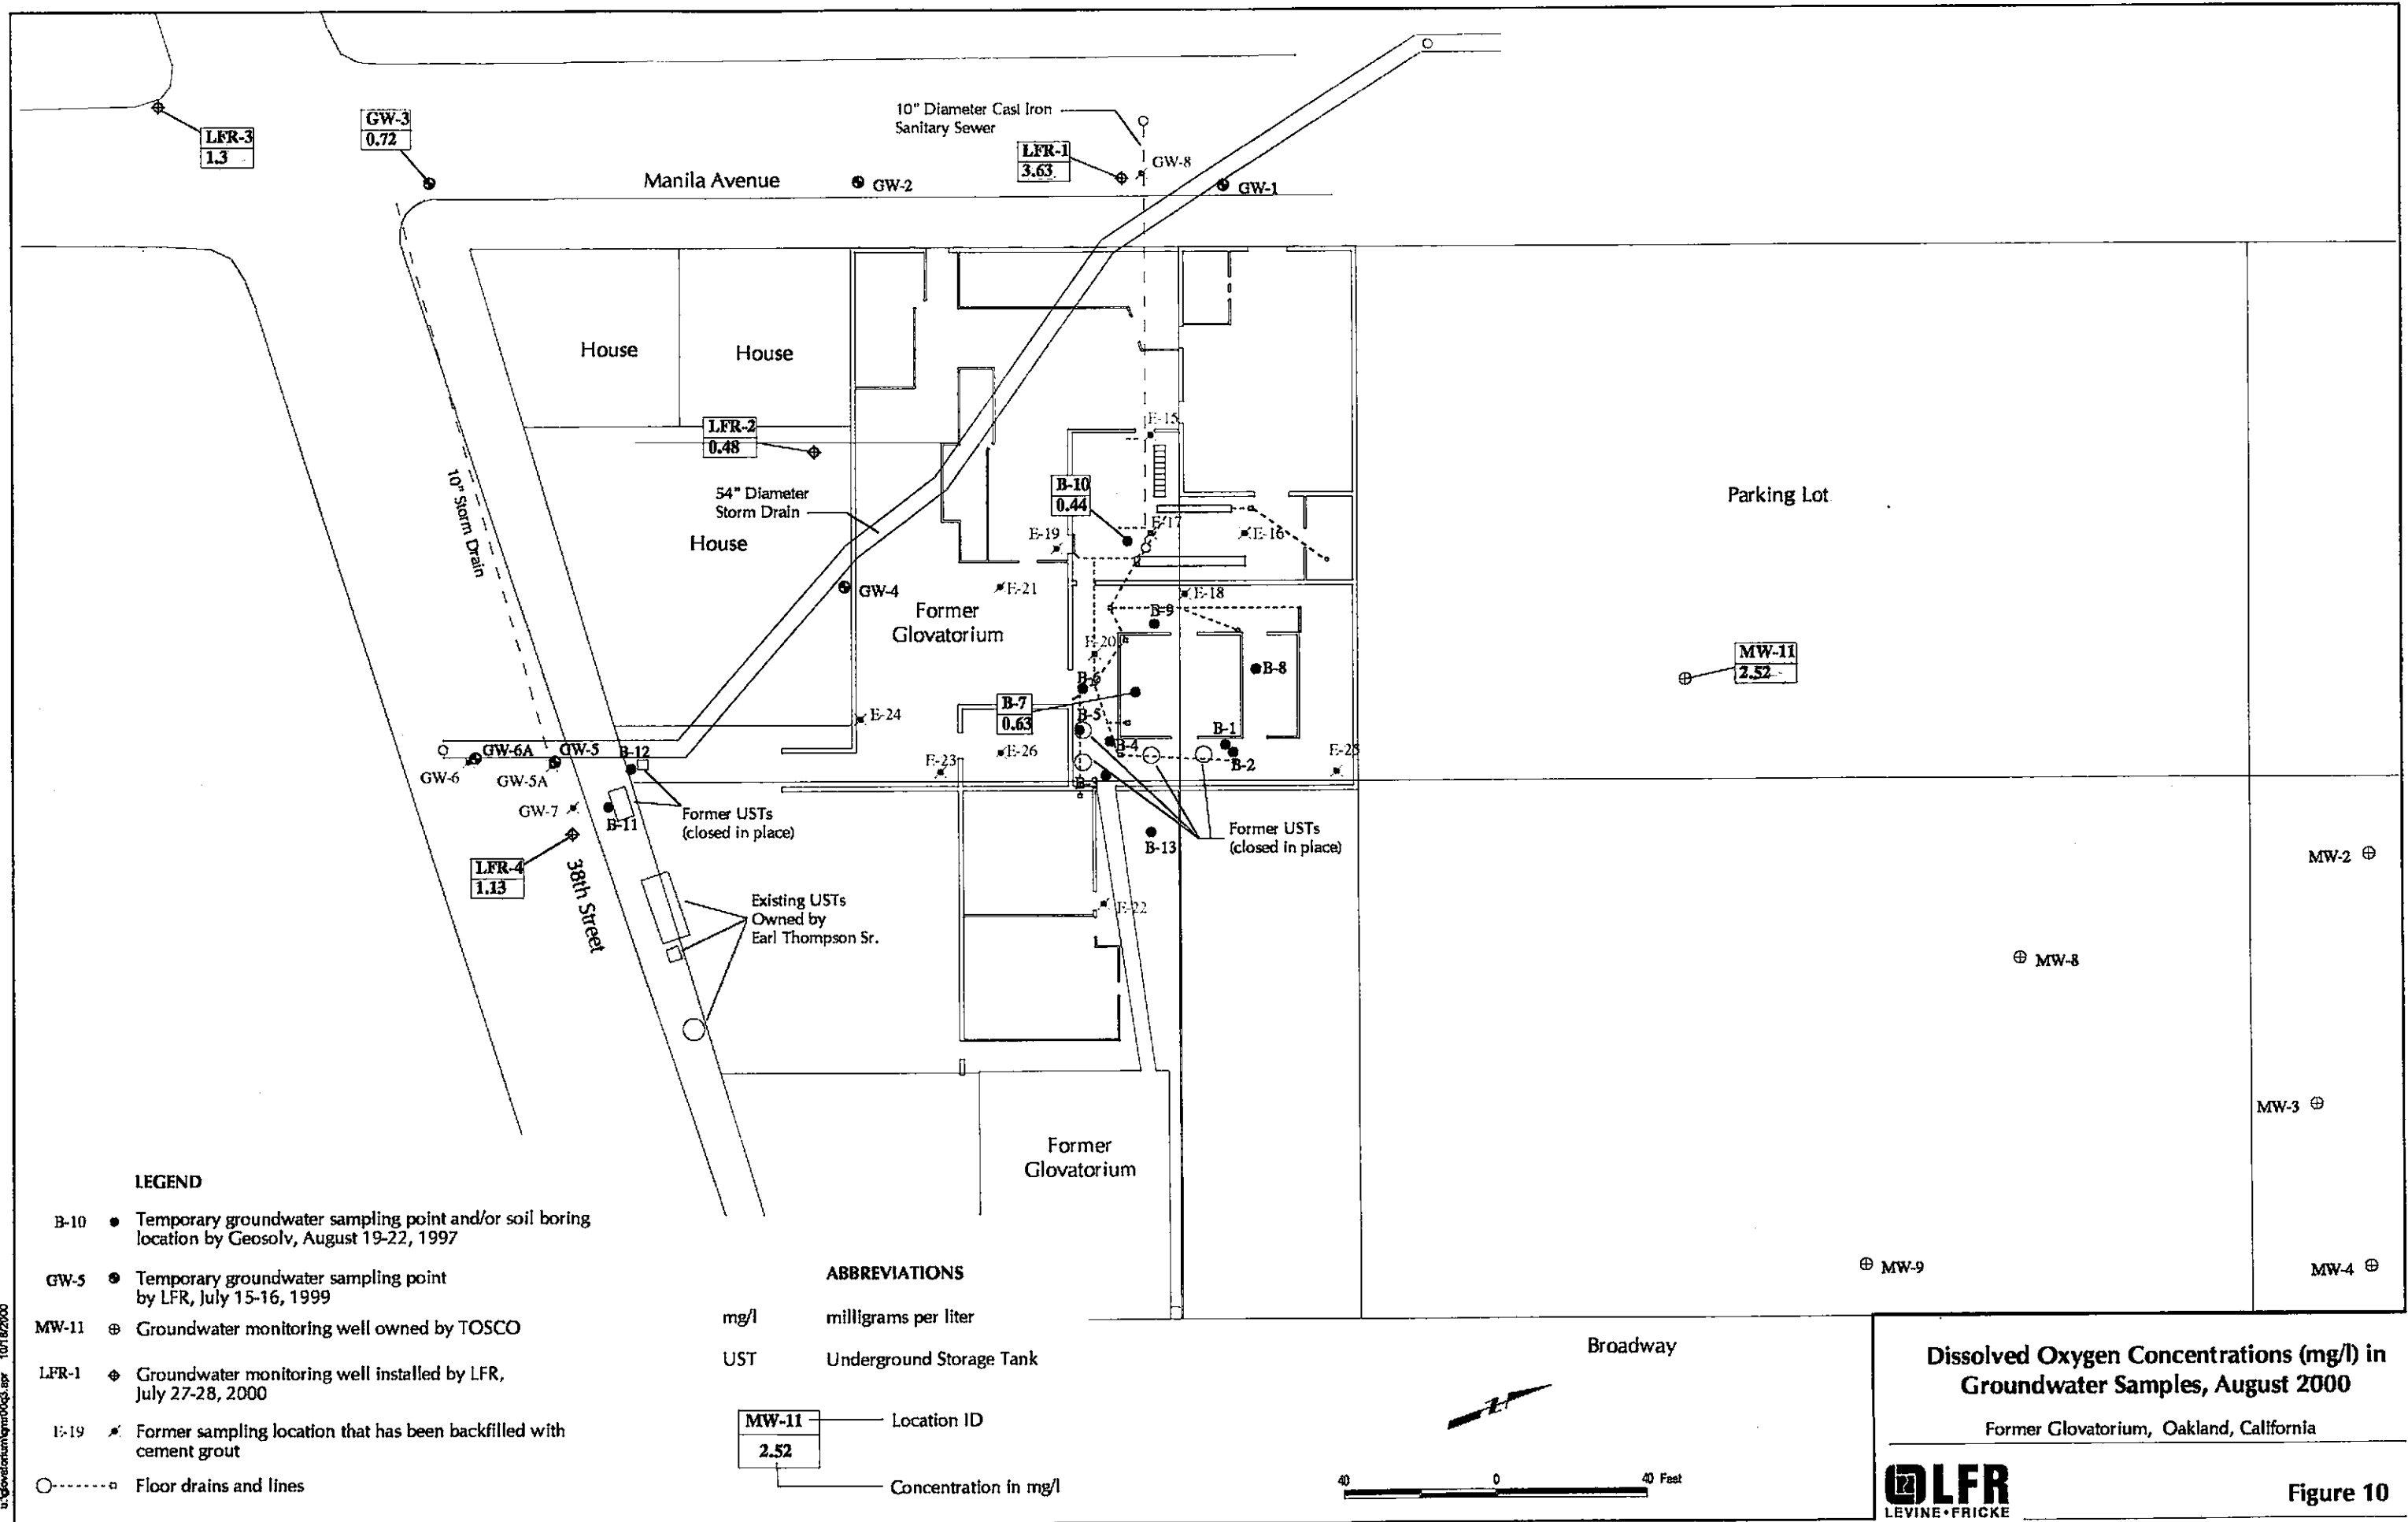 10" Diameter Cast Iron
Sanitary Sewer
LFR-3
1.3
GW-3
0.72
LFR-1
3.63
GW-8
Manila Avenue
GW-2
GW-1
House
House
LFR-2
0.48
E-15
10" Storm Drain
54" Diameter
Storm Drain
B-10
0.44
Parking Lot
House
E-19
E-17
E-16
GW-4
E-21
E-18
Former
Glovatorium
B-9
E-20
B-8
MW-11
2.52
B-6
B-7
0.63
B-5
E-24
B-1
B-4
GW-6A
GW-5
B-12
E-26
E-25
B-2
GW-6
GW-5A
E-23
B-3
GW-7
B-11
Former USTs
(closed in place)
Former USTs
(closed in place)
B-13
MW-2
LFR-4
1.13
38th Street
Existing USTs
Owned by
Earl Thompson Sr.
E-22
MW-8
MW-3
Former
Glovatorium
MW-9
MW-4
LEGEND
B-10 Temporary groundwater sampling point and/or soil boring
location by Geosolv, August 19-22, 1997
GW-5 Temporary groundwater sampling point
by LFR, July 15-16, 1999
MW-11 Groundwater monitoring well owned by TOSCO
LFR-1 Groundwater monitoring well installed by LFR,
July 27-28, 2000
E-19 Former sampling location that has been backfilled with
cement grout
Floor drains and lines
ABBREVIATIONS
mg/l milligrams per liter
UST Underground Storage Tank
MW-11 Location ID
2.52
Concentration in mg/l
Broadway
40 0 40 Feet
Dissolved Oxygen Concentrations (mg/l) in
Groundwater Samples, August 2000
Former Glovatorium, Oakland, California
LFR
LEVINE•FRICKE
Figure 10
10/18/2000